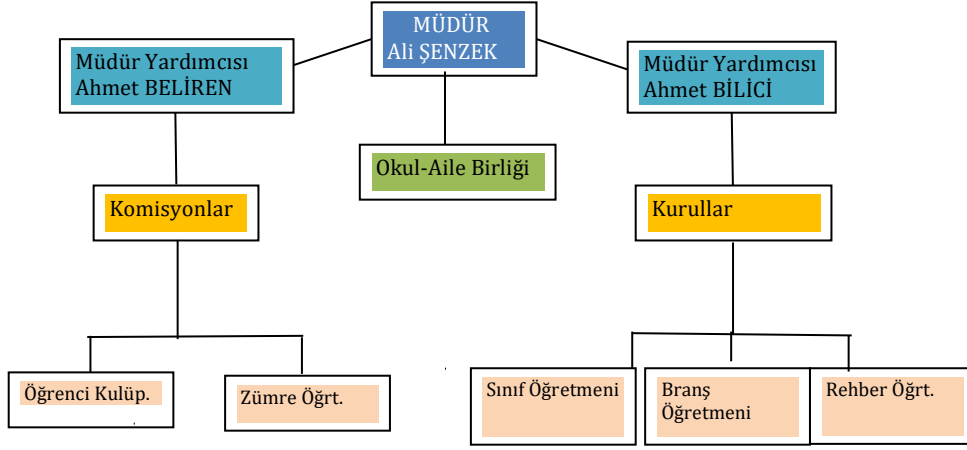 MÜDÜR
Ali ŞENZEK
Müdür Yardımcısı
Ahmet BELİREN
Müdür Yardımcısı
Ahmet BİLİCİ
Okul-Aile Birliği
Komisyonlar
Kurullar
Öğrenci Kulüp.
Zümre Öğrt.
Sınıf Öğretmeni
Branş
Öğretmeni
Rehber Öğrt.